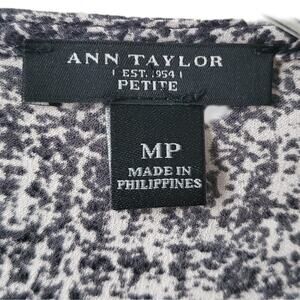 ANN TAYLOR
EST. 1954
PETITE
MP
MADE IN
PHILIPPINES